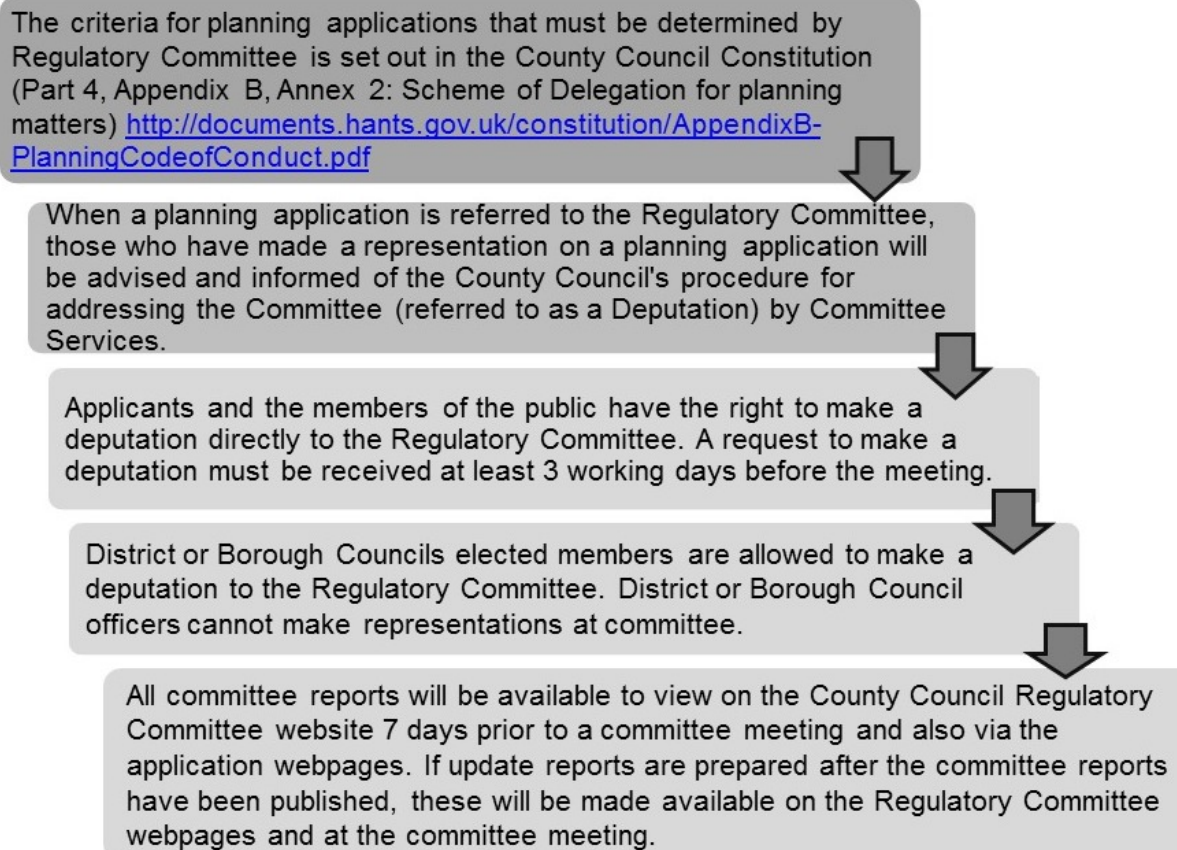 The criteria for planning applications that must be determined by
Regulatory Committee is set out in the County Council Constitution
(Part 4, Appendix B, Annex 2: Scheme of Delegation for planning
matters) http://documents.hants.gov.uk/constitution/AppendixB-
PlanningCodeofConduct.pdf
When a planning application is referred to the Regulatory Committee,
those who have made a representation on a planning application will
be advised and informed of the County Council's procedure for
addressing the Committee (referred to as a Deputation) by Committee
Services.
Applicants and the members of the public have the right to make a
deputation directly to the Regulatory Committee. A request to make a
deputation must be received at least 3 working days before the meeting.
District or Borough Councils elected members are allowed to make a
deputation to the Regulatory Committee. District or Borough Council
officers cannot make representations at committee.
All committee reports will be available to view on the County Council Regulatory
Committee website 7 days prior to a committee meeting and also via the
application webpages. If update reports are prepared after the committee reports
have been published, these will be made available on the Regulatory Committee
webpages and at the committee meeting.